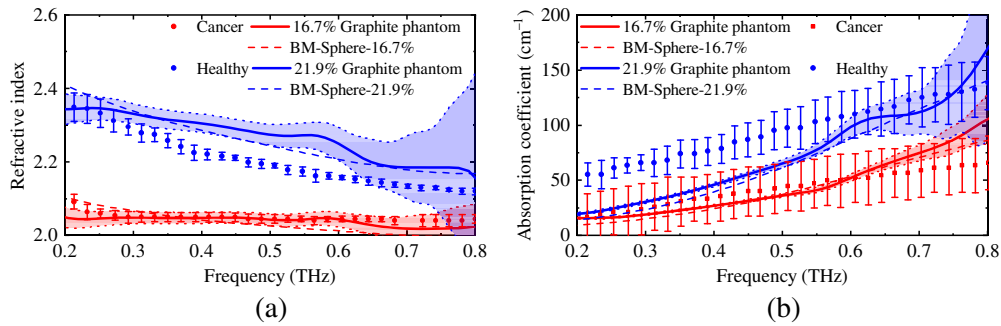 2.6
2.4
2.2
2.0
Refractive index
Cancer
16.7% Graphite phantom
BM-Sphere-16.7%
Healthy
21.9% Graphite phantom
BM-Sphere-21.9%
0.2 0.3 0.4 0.5 0.6 0.7 0.8
Frequency (THz)
(a)
200
150
100
50
0
Absorption coefficient (cm⁻¹)
16.7% Graphite phantom
Cancer
BM-Sphere-16.7%
21.9% Graphite phantom
Healthy
BM-Sphere-21.9%
0.2 0.3 0.4 0.5 0.6 0.7 0.8
Frequency (THz)
(b)